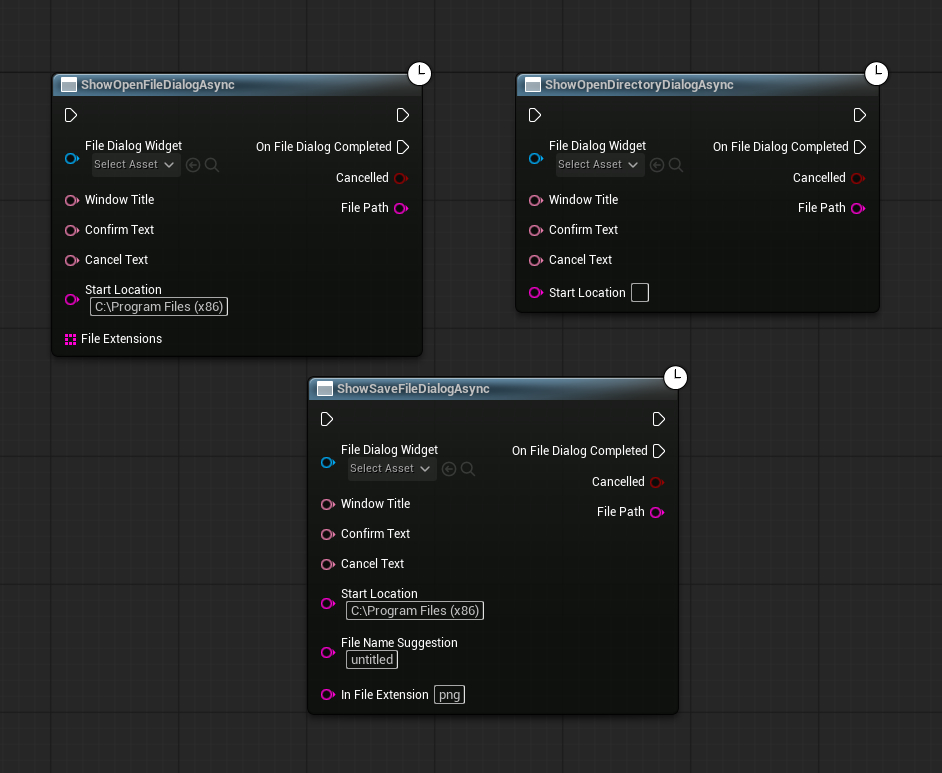 ShowOpenFileDialogAsync
File Dialog Widget
Select Asset
On File Dialog Completed
Cancelled
Window Title
File Path
Confirm Text
Cancel Text
Start Location
C:\Program Files (x86)
File Extensions
ShowOpenDirectoryDialogAsync
File Dialog Widget
Select Asset
On File Dialog Completed
Cancelled
Window Title
File Path
Confirm Text
Cancel Text
Start Location
ShowSaveFileDialogAsync
File Dialog Widget
Select Asset
On File Dialog Completed
Cancelled
Window Title
File Path
Confirm Text
Cancel Text
Start Location
C:\Program Files (x86)
File Name Suggestion
untitled
In File Extension png